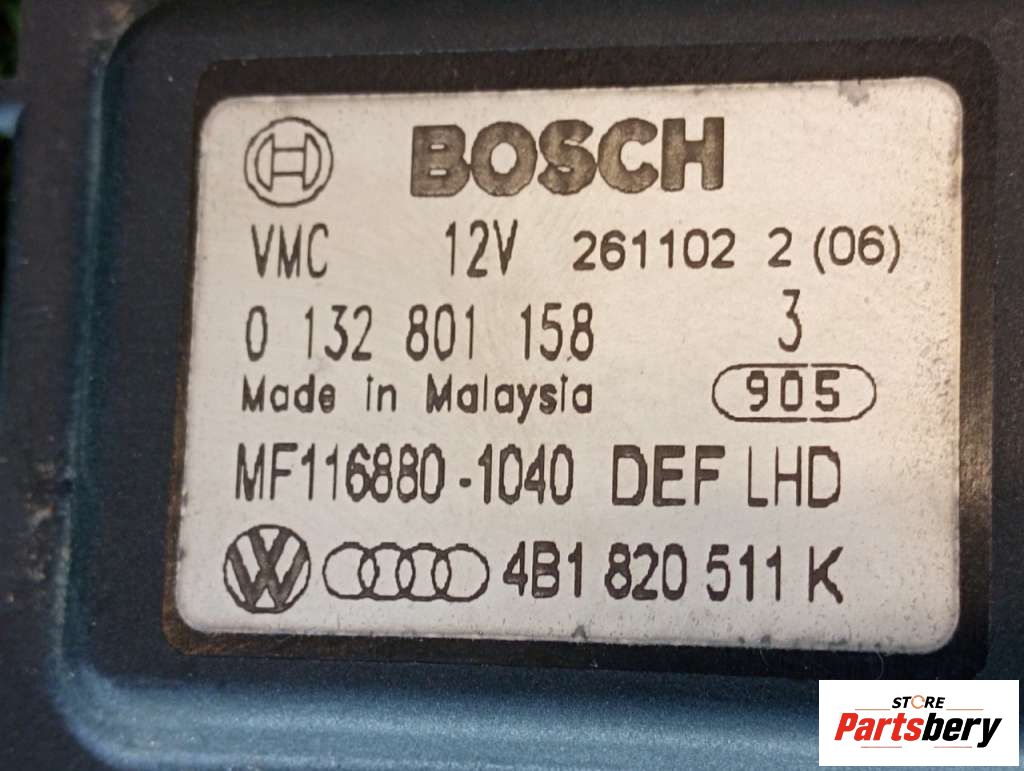 BOSCH
VMC 12V 261102 2 (06)
0 132 801 158 3
Made in Malaysia 905
MF116880-1040 DEF LHD
4B1 820 511 K
STORE
Partsbery